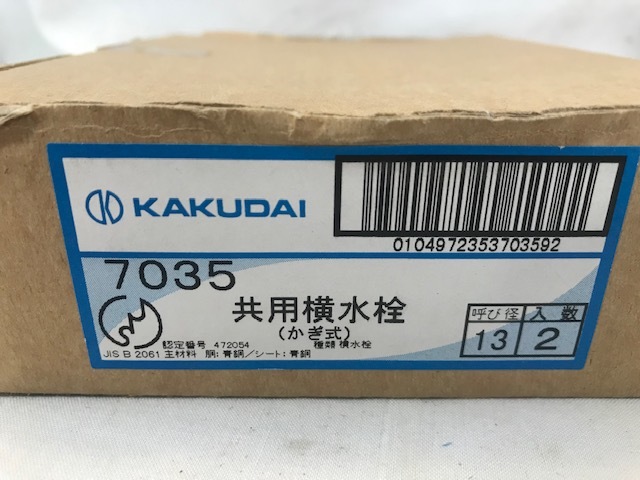 KAKUDAI
0104972353703592
7035
共用横水栓
(かぎ式)
呼び径 入数
13 2
認定番号 472054 種類 横水栓
JIS B 2061 主材料 胴:青銅/シート:青銅